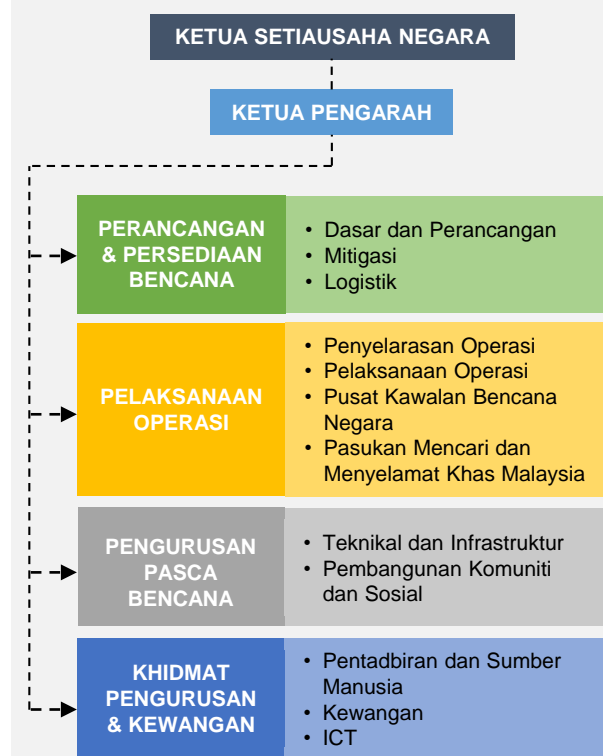 KETUA SETIAUSAHA NEGARA
KETUA PENGARAH
PERANCANGAN
& PERSEDIAAN
BENCANA
• Dasar dan Perancangan
• Mitigasi
• Logistik
PELAKSANAAN
OPERASI
• Penyelarasan Operasi
• Pelaksanaan Operasi
• Pusat Kawalan Bencana
Negara
• Pasukan Mencari dan
Menyelamat Khas Malaysia
PENGURUSAN
PASCA
BENCANA
• Teknikal dan Infrastruktur
• Pembangunan Komuniti
dan Sosial
KHIDMAT
PENGURUSAN
& KEWANGAN
• Pentadbiran dan Sumber
Manusia
• Kewangan
• ICT